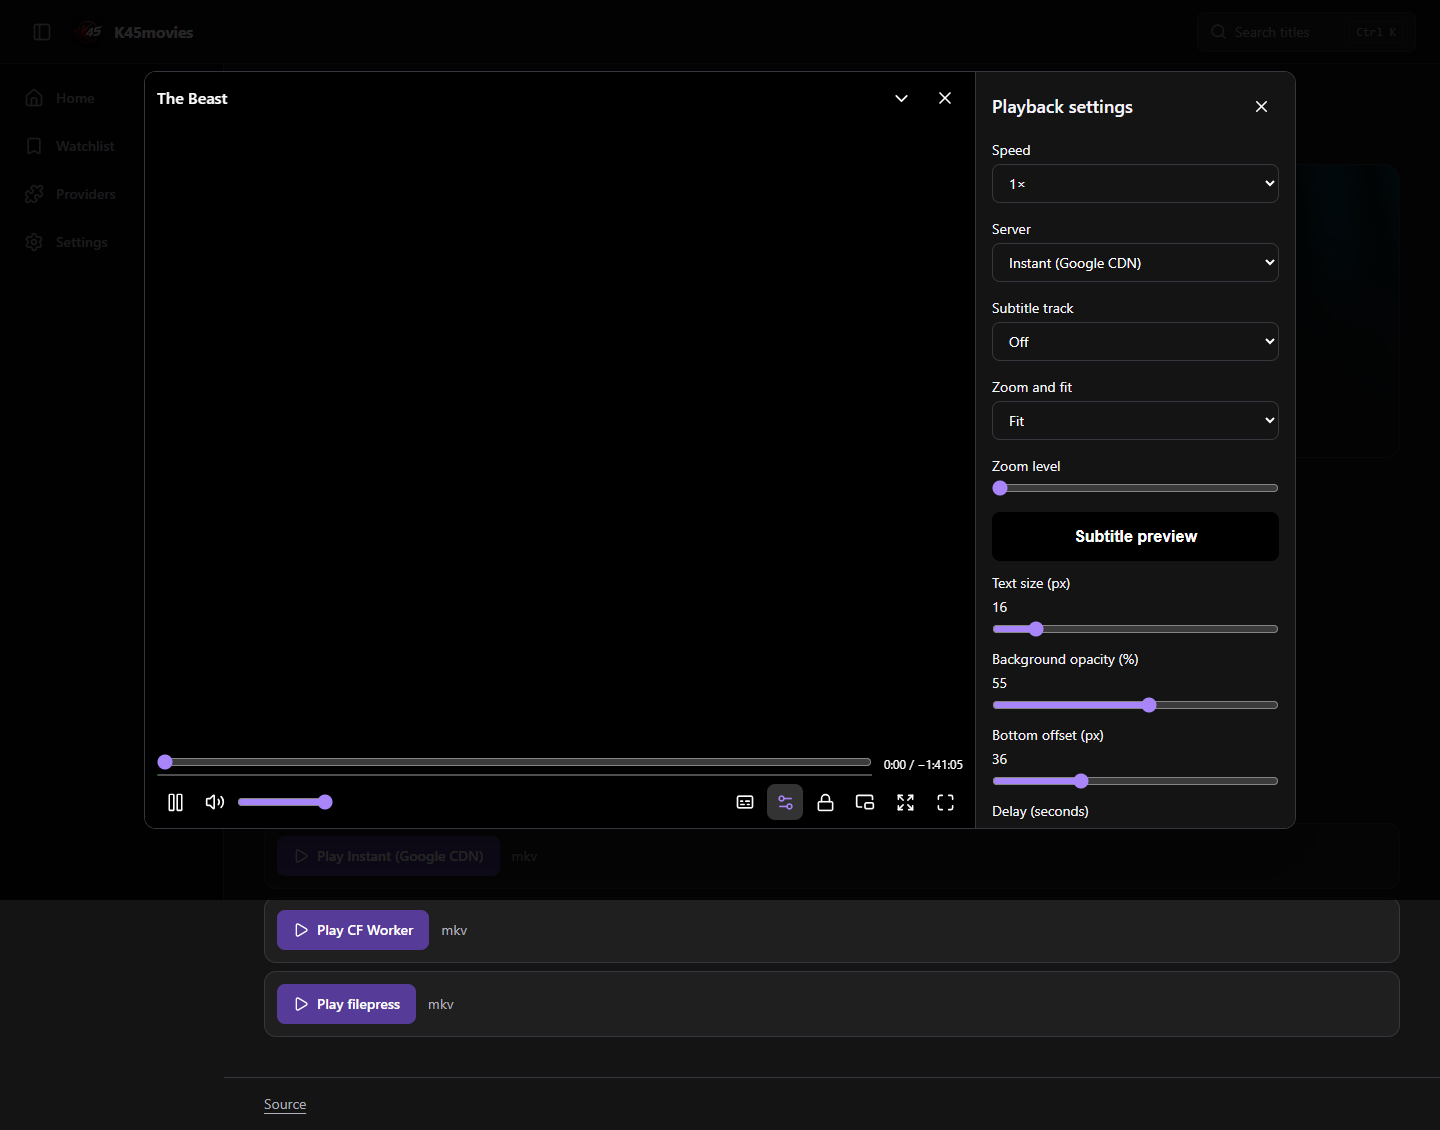 K45movies
Search titles
Ctrl K
Home
Watchlist
Providers
Settings
The Beast
0:00 / −1:41:05
Playback settings
Speed
1×
Server
Instant (Google CDN)
Subtitle track
Off
Zoom and fit
Fit
Zoom level
Subtitle preview
Text size (px)
16
Background opacity (%)
55
Bottom offset (px)
36
Delay (seconds)
Play Instant (Google CDN) mkv
Play CF Worker mkv
Play filepress mkv
Source